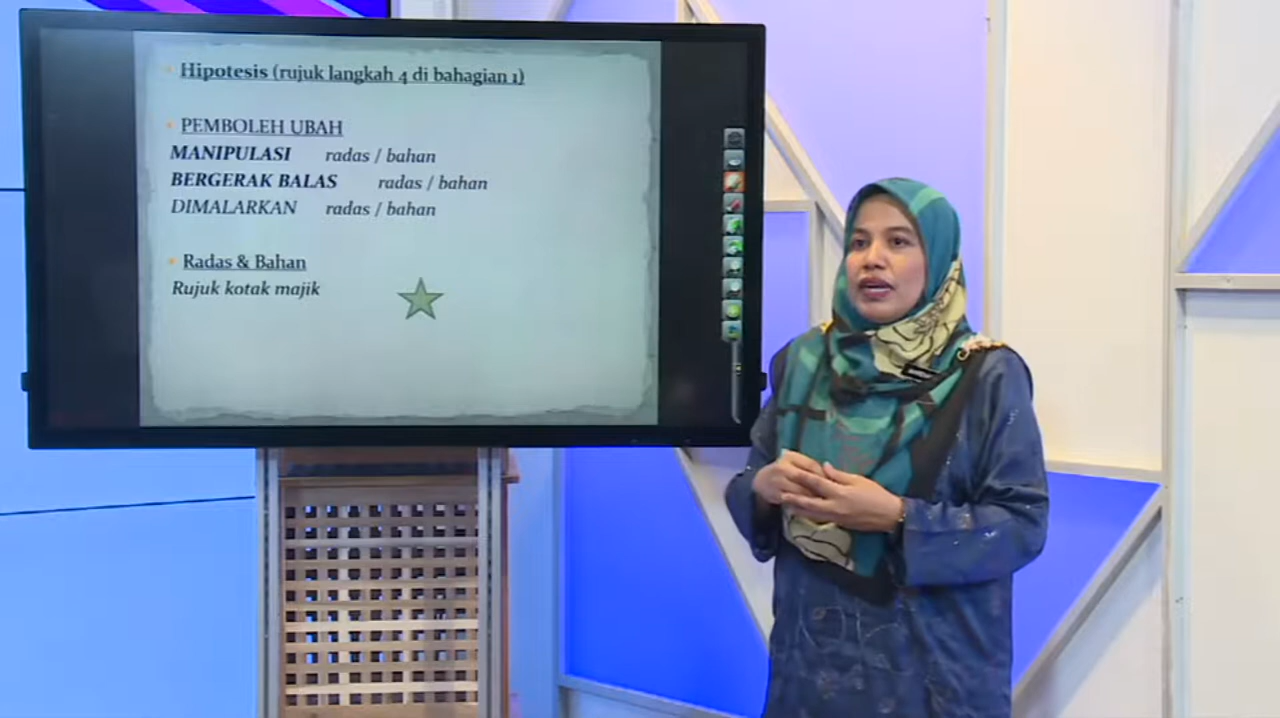 Hipotesis (rujuk langkah 4 di bahagian 1)
PEMBOLEH UBAH
MANIPULASI radas / bahan
BERGERAK BALAS radas / bahan
DIMALARKAN radas / bahan
Radas & Bahan
Rujuk kotak majik